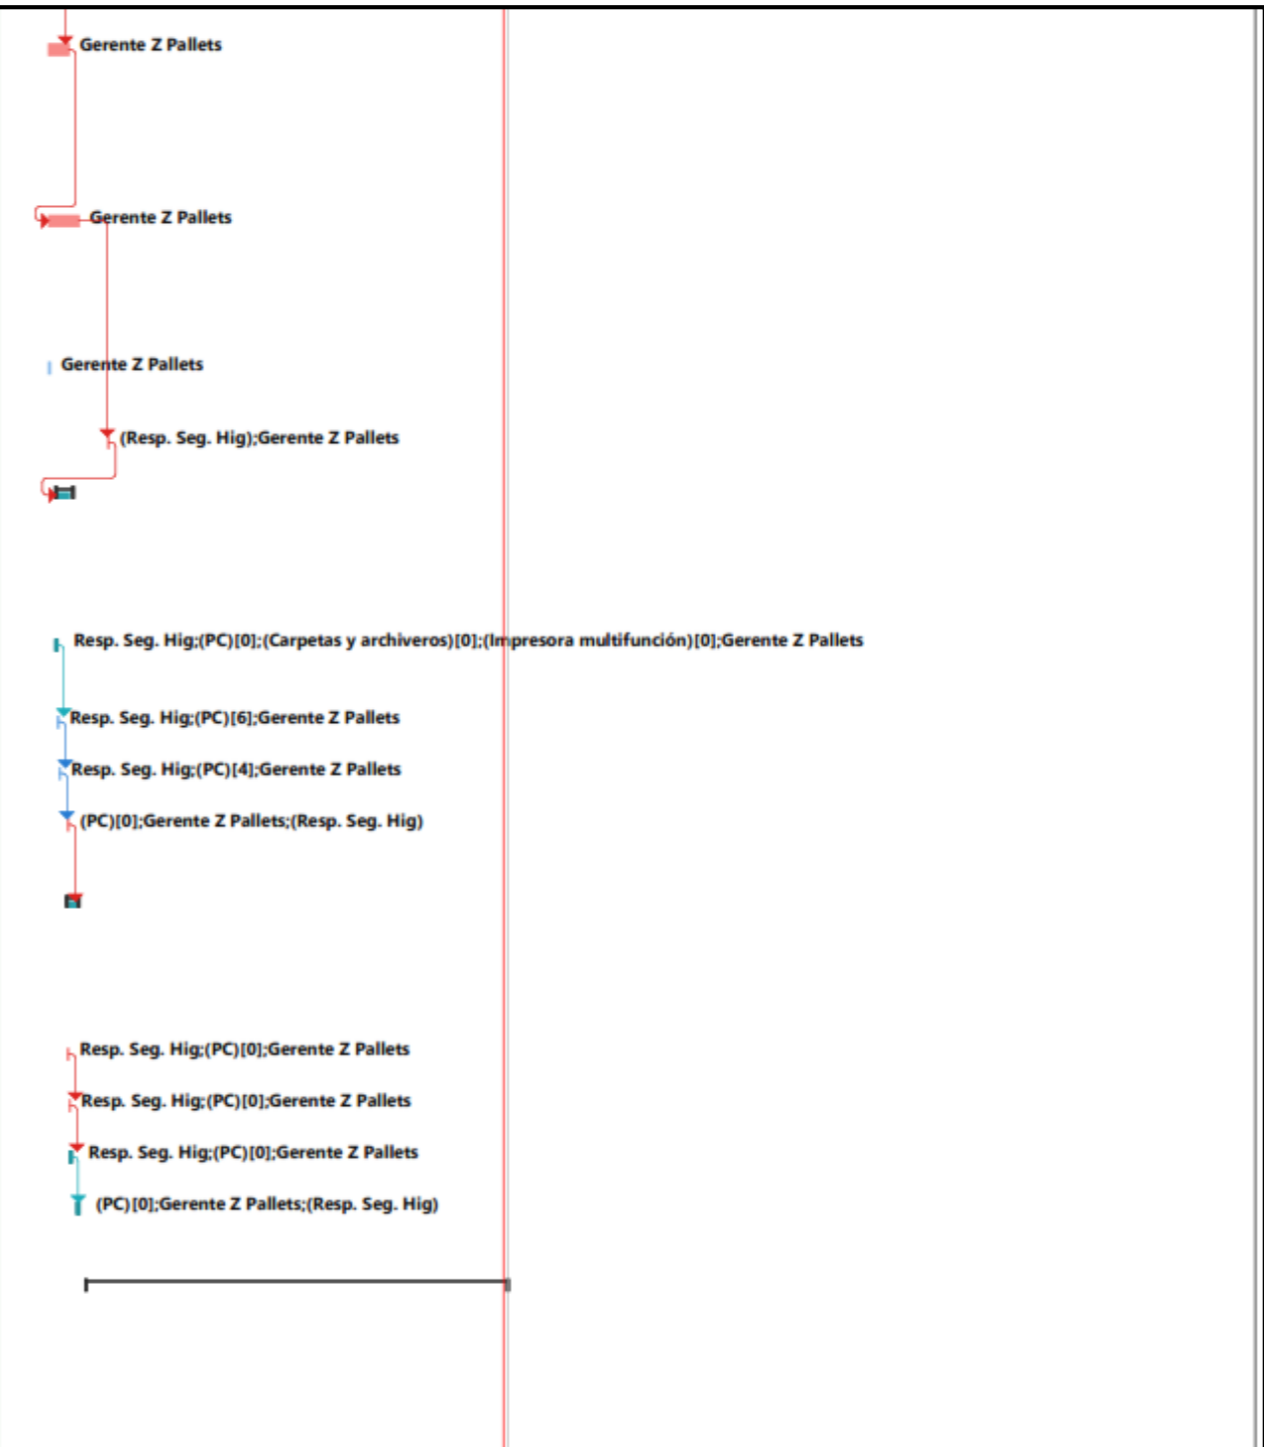 Gerente Z Pallets
Gerente Z Pallets
Gerente Z Pallets
(Resp. Seg. Hig);Gerente Z Pallets
Resp. Seg. Hig;(PC)[0];(Carpetas y archiveros)[0];(Impresora multifunción)[0];Gerente Z Pallets
Resp. Seg. Hig;(PC)[6];Gerente Z Pallets
Resp. Seg. Hig;(PC)[4];Gerente Z Pallets
(PC)[0];Gerente Z Pallets;(Resp. Seg. Hig)
Resp. Seg. Hig;(PC)[0];Gerente Z Pallets
Resp. Seg. Hig;(PC)[0];Gerente Z Pallets
Resp. Seg. Hig;(PC)[0];Gerente Z Pallets
(PC)[0];Gerente Z Pallets;(Resp. Seg. Hig)